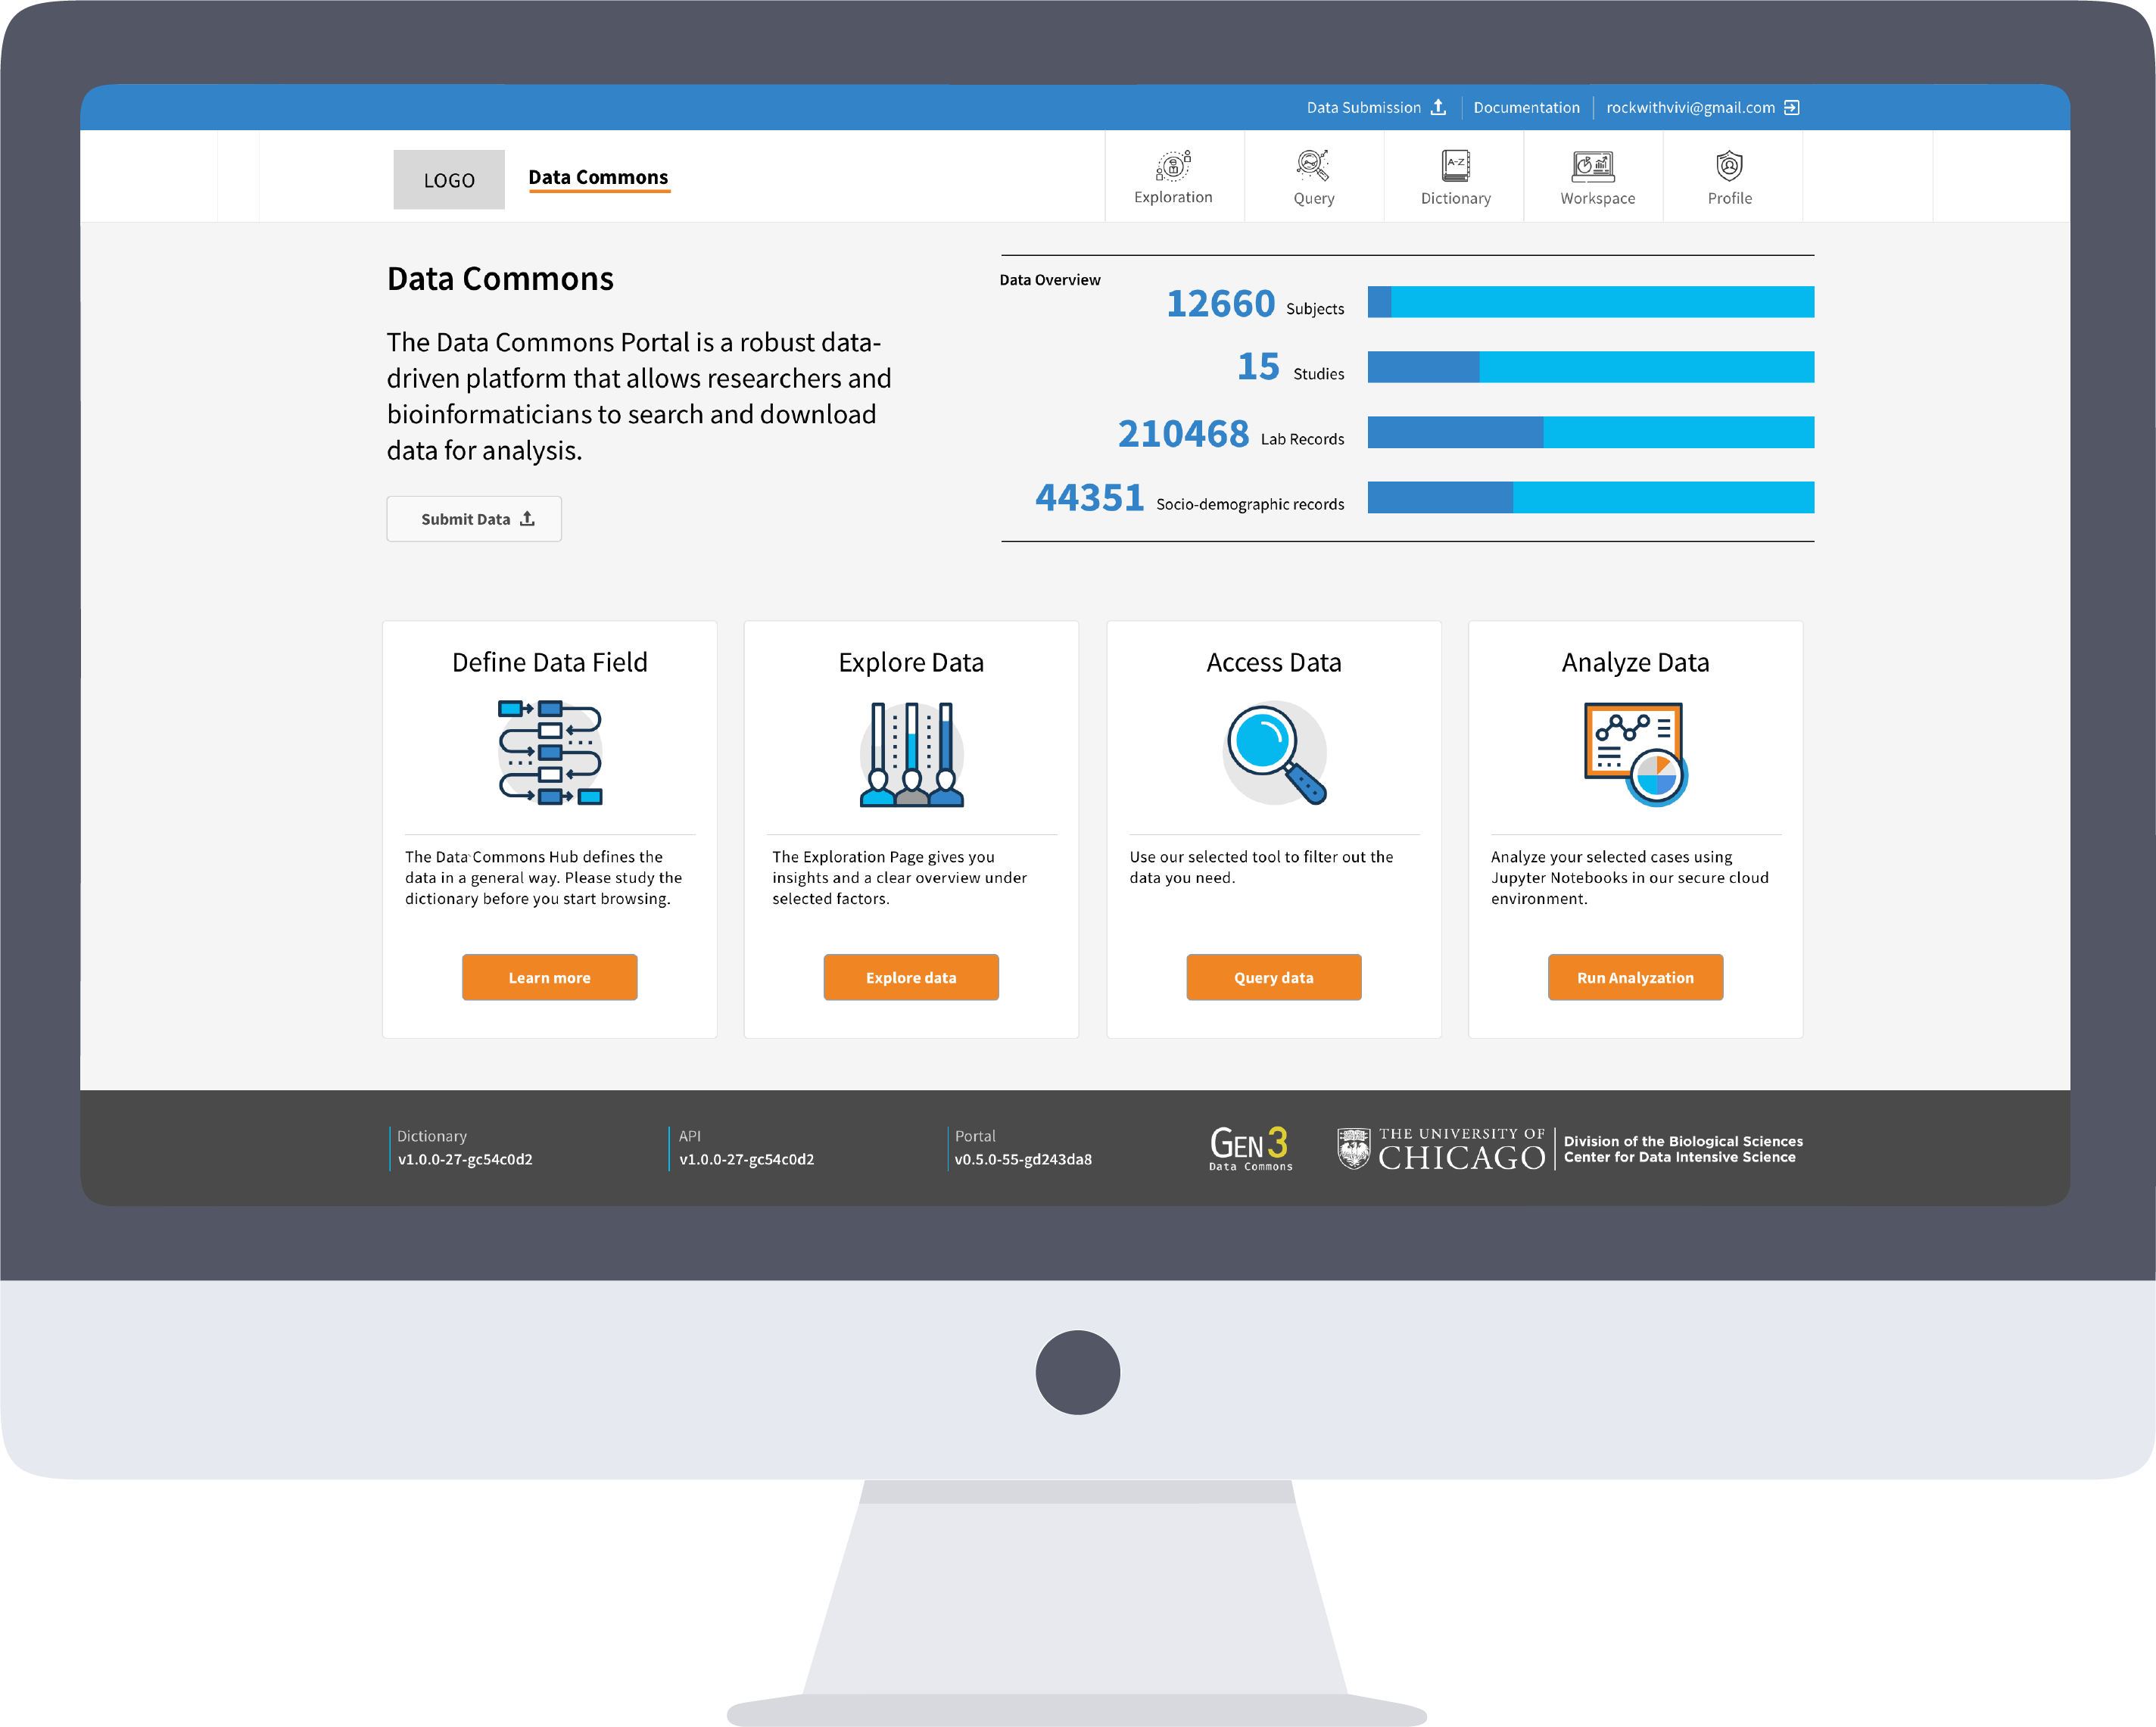 Data Submission
Documentation
rockwithvivi@gmail.com
LOGO
Data Commons
Exploration
Query
A-Z
Dictionary
Workspace
Profile
Data Commons
The Data Commons Portal is a robust data-
driven platform that allows researchers and
bioinformaticians to search and download
data for analysis.
Submit Data
Data Overview
12660 Subjects
15 Studies
210468 Lab Records
44351 Socio-demographic records
Define Data Field
The Data Commons Hub defines the
data in a general way. Please study the
dictionary before you start browsing.
Learn more
Explore Data
The Exploration Page gives you
insights and a clear overview under
selected factors.
Explore data
Access Data
Use our selected tool to filter out the
data you need.
Query data
Analyze Data
Analyze your selected cases using
Jupyter Notebooks in our secure cloud
environment.
Run Analyzation
Dictionary
v1.0.0-27-gc54c0d2
API
v1.0.0-27-gc54c0d2
Portal
v0.5.0-55-gd243da8
GEN3
Data Commons
THE UNIVERSITY OF
CHICAGO
Division of the Biological Sciences
Center for Data Intensive Science